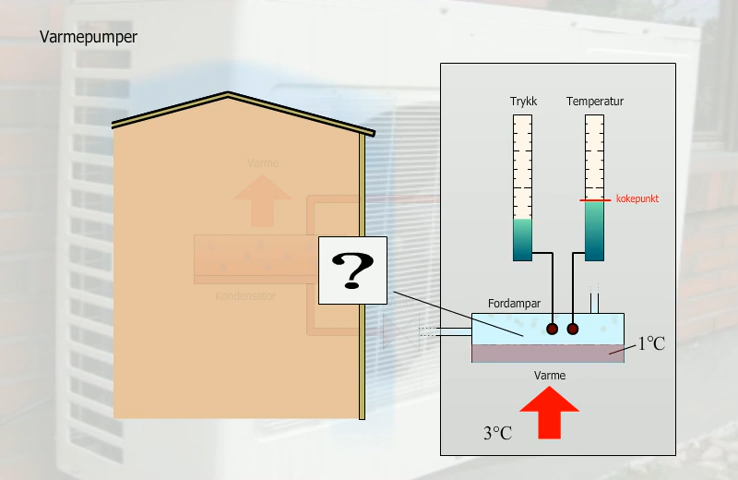 Varmepumper
Trykk
Temperatur
kokepunkt
Varme
Kondensator
?
Fordampar
1°C
Varme
3°C